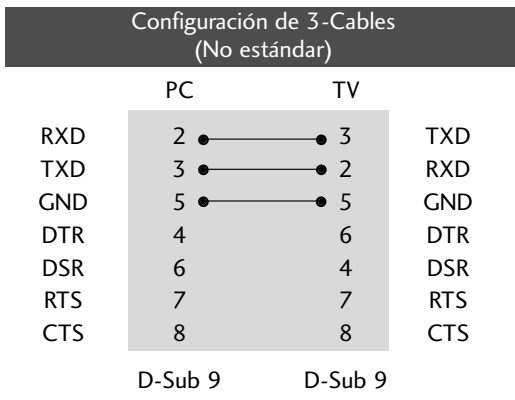 Configuración de 3-Cables
(No estándar)
PC TV
RXD 2 3 TXD
TXD 3 2 RXD
GND 5 5 GND
DTR 4 6 DTR
DSR 6 4 DSR
RTS 7 7 RTS
CTS 8 8 CTS
D-Sub 9 D-Sub 9